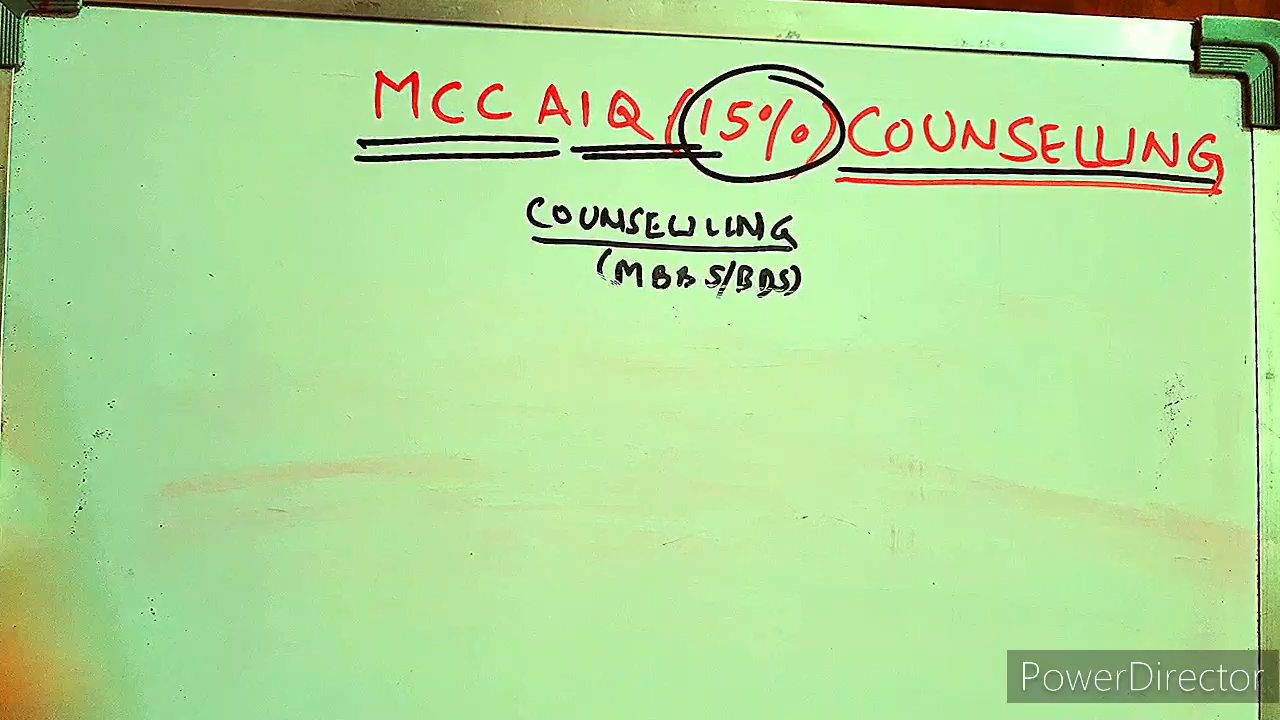 MCC AIQ (15%) COUNSELLING
COUNSELLING
(MBBS/BDS)
PowerDirector